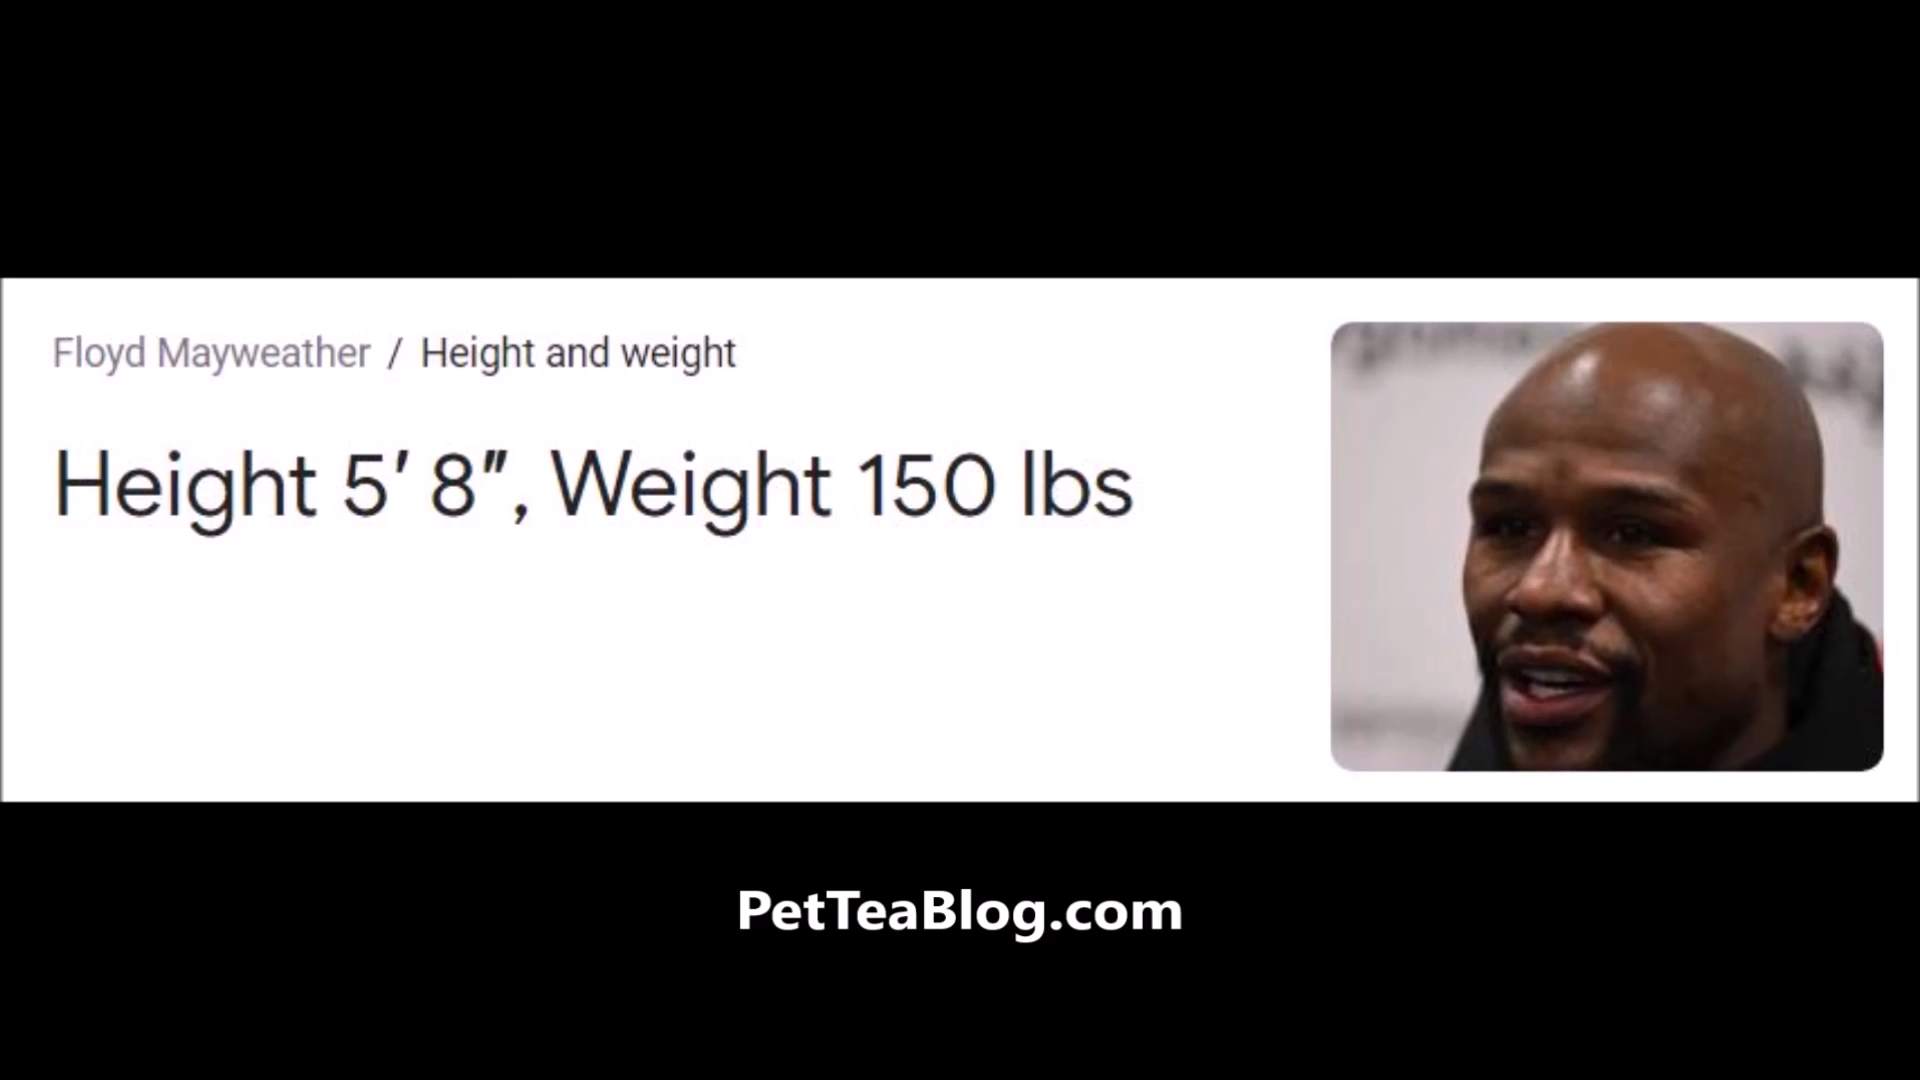 Floyd Mayweather / Height and weight
Height 5′ 8″, Weight 150 lbs
PetTeaBlog.com